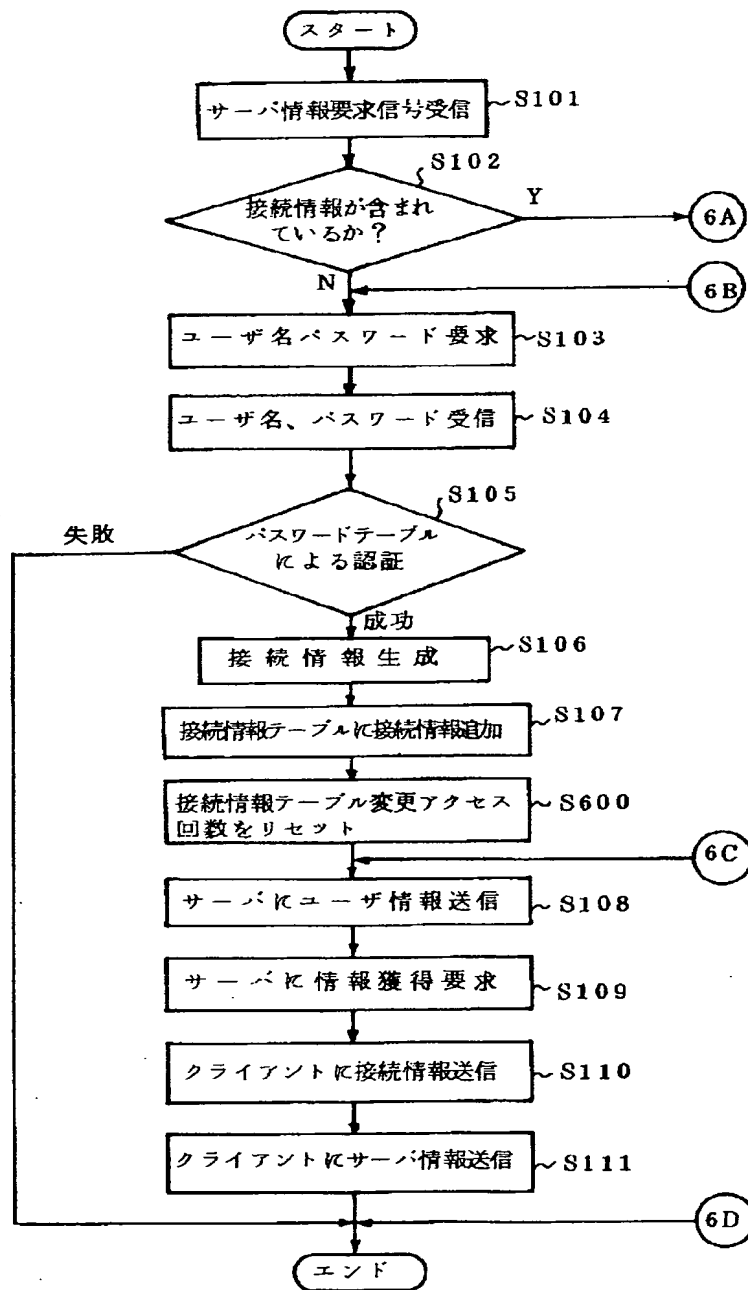 スタート
サーバ情報要求信号受信
S101
S102
接続情報が含まれ
ているか?
Y
6A
N
6B
ユーザ名パスワード要求
S103
ユーザ名、パスワード受信
S104
S105
失敗
パスワードテーブル
による認証
成功
接続情報生成
S106
接続情報テーブルに接続情報追加
S107
接続情報テーブル変更アクセス
回数をリセット
S600
6C
サーバにユーザ情報送信
S108
サーバに情報獲得要求
S109
クライアントに接続情報送信
S110
クライアントにサーバ情報送信
S111
6D
エンド